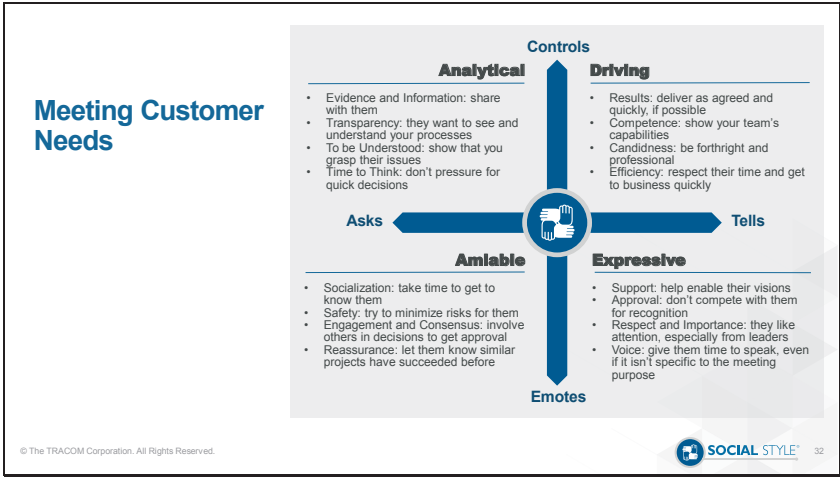 Meeting Customer
Needs
Controls
Analytical
• Evidence and Information: share
with them
• Transparency: they want to see and
understand your processes
• To be Understood: show that you
grasp their issues
• Time to Think: don't pressure for
quick decisions
Driving
• Results: deliver as agreed and
quickly, if possible
• Competence: show your team's
capabilities
• Candidness: be forthright and
professional
• Efficiency: respect their time and get
to business quickly
Asks
Tells
Amiable
• Socialization: take time to get to
know them
• Safety: try to minimize risks for them
• Engagement and Consensus: involve
others in decisions to get approval
• Reassurance: let them know similar
projects have succeeded before
Expressive
• Support: help enable their visions
• Approval: don't compete with them
for recognition
• Respect and Importance: they like
attention, especially from leaders
• Voice: give them time to speak, even
if it isn't specific to the meeting
purpose
Emotes
© The TRACOM Corporation. All Rights Reserved.
SOCIAL STYLE®
32